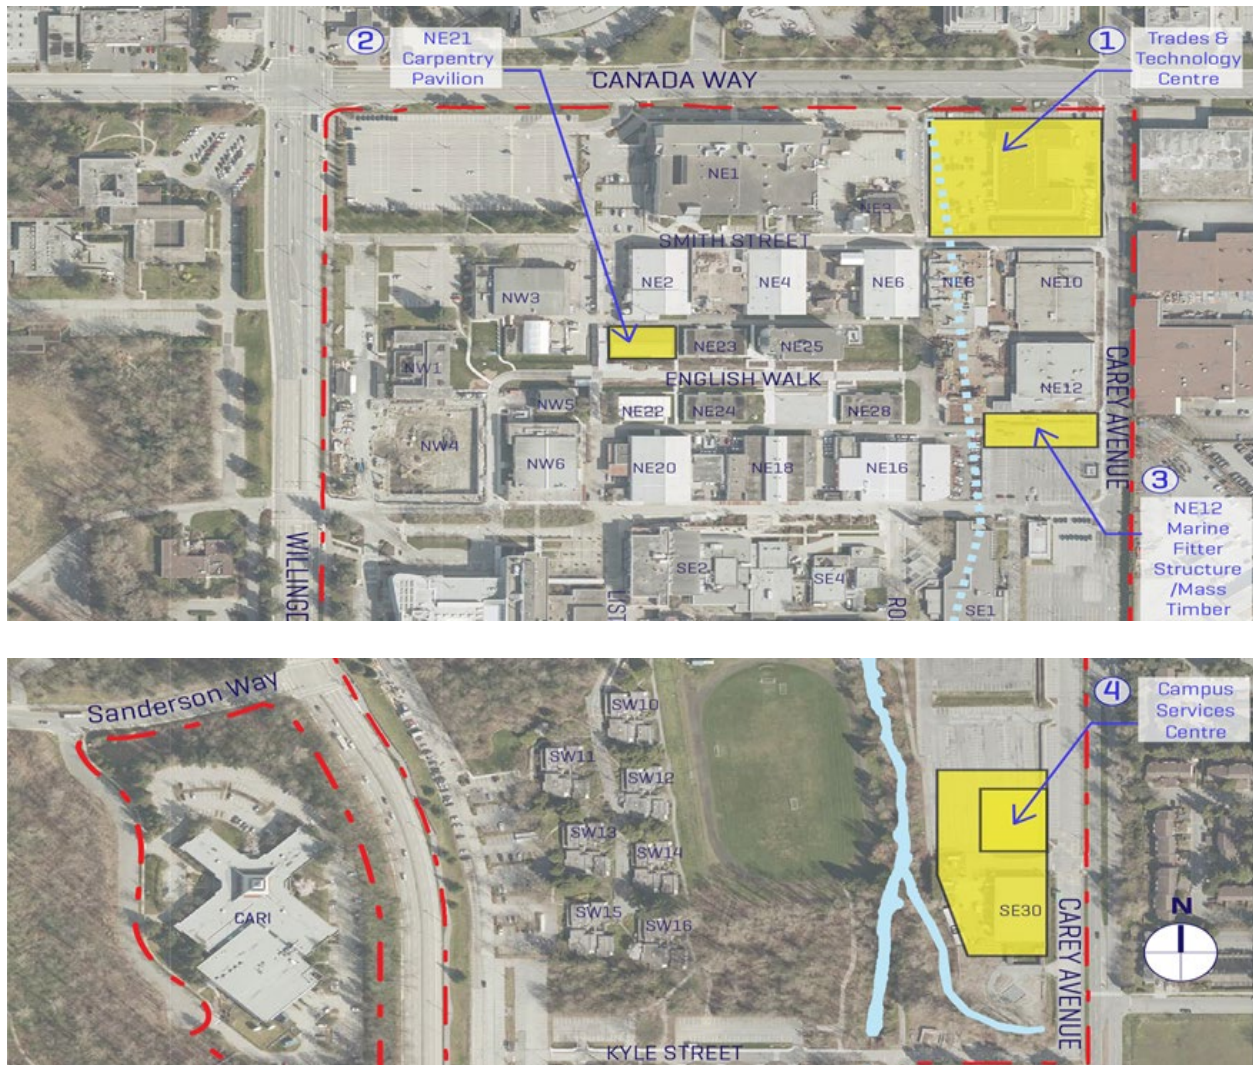 2
NE21
Carpentry
Pavilion
1
Trades &
Technology
Centre
CANADA WAY
NE1
NE3
SMITH STREET
NW3
NE2
NE4
NE6
NE8
NE10
NW1
NE23
NE25
ENGLISH WALK
NE12
CAREY AVENUE
NW5
NE22
NE24
NE28
NW4
NW6
NE20
NE18
NE16
3
NE12
Marine
Fitter
Structure
/Mass
Timber
WILLINGD
SE2
SE4
SE1
RO
Sanderson Way
4
Campus
Services
Centre
SW10
SW11
SW12
SW13
SW14
SW15
SW16
CARI
SE30
CAREY AVENUE
N
KYLE STREET